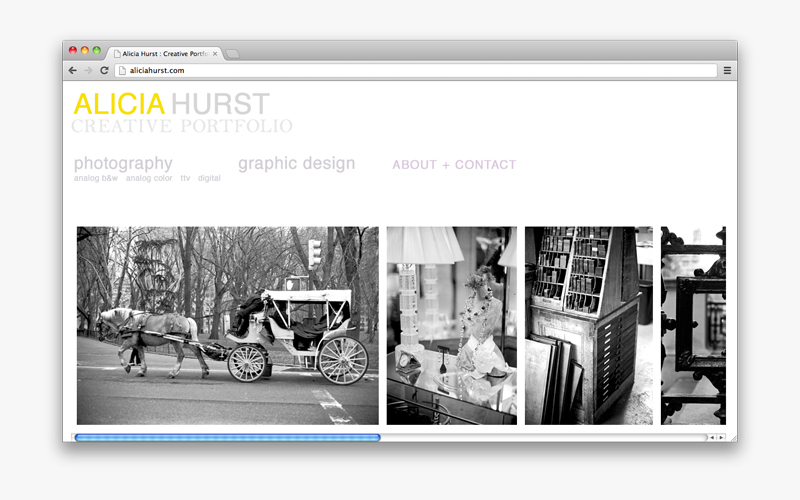 Alicia Hurst : Creative Portfo
aliciahurst.com
ALICIA HURST
CREATIVE PORTFOLIO
photography graphic design ABOUT + CONTACT
analog b&w analog color ttv digital